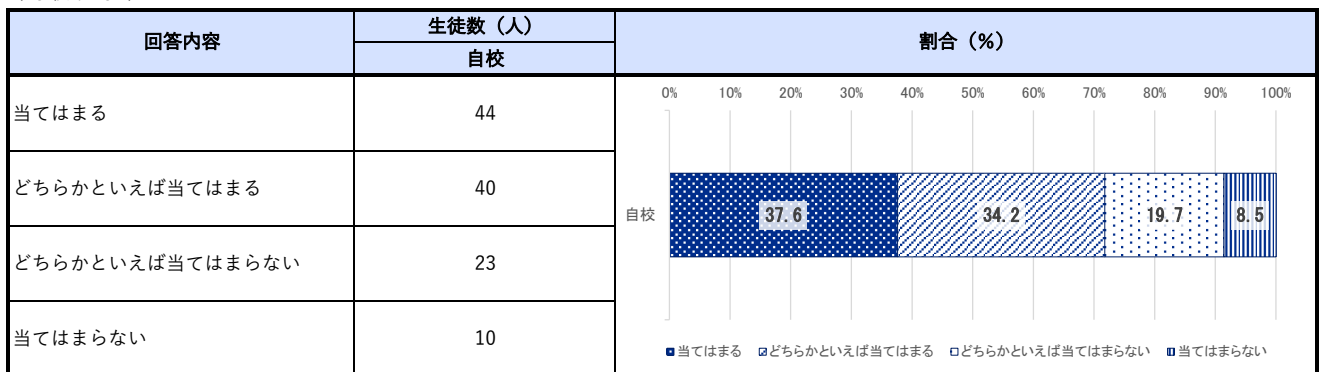 回答内容
生徒数（人）
自校
割合（%）
当てはまる 44
どちらかといえば当てはまる 40
どちらかといえば当てはまらない 23
当てはまらない 10
0% 10% 20% 30% 40% 50% 60% 70% 80% 90% 100%
自校 37.6 34.2 19.7 8.5
当てはまる どちらかといえば当てはまる どちらかといえば当てはまらない 当てはまらない